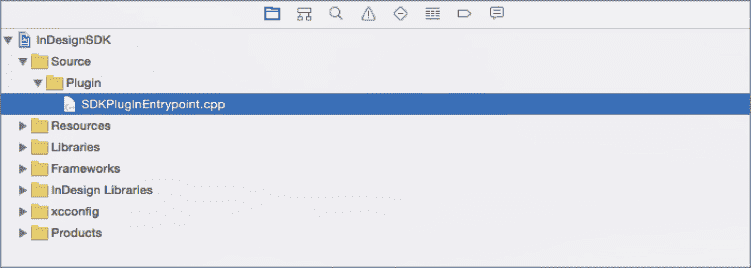 InDesignSDK
Source
Plugin
SDKPlugInEntrypoint.cpp
Resources
Libraries
Frameworks
InDesign Libraries
xcconfig
Products